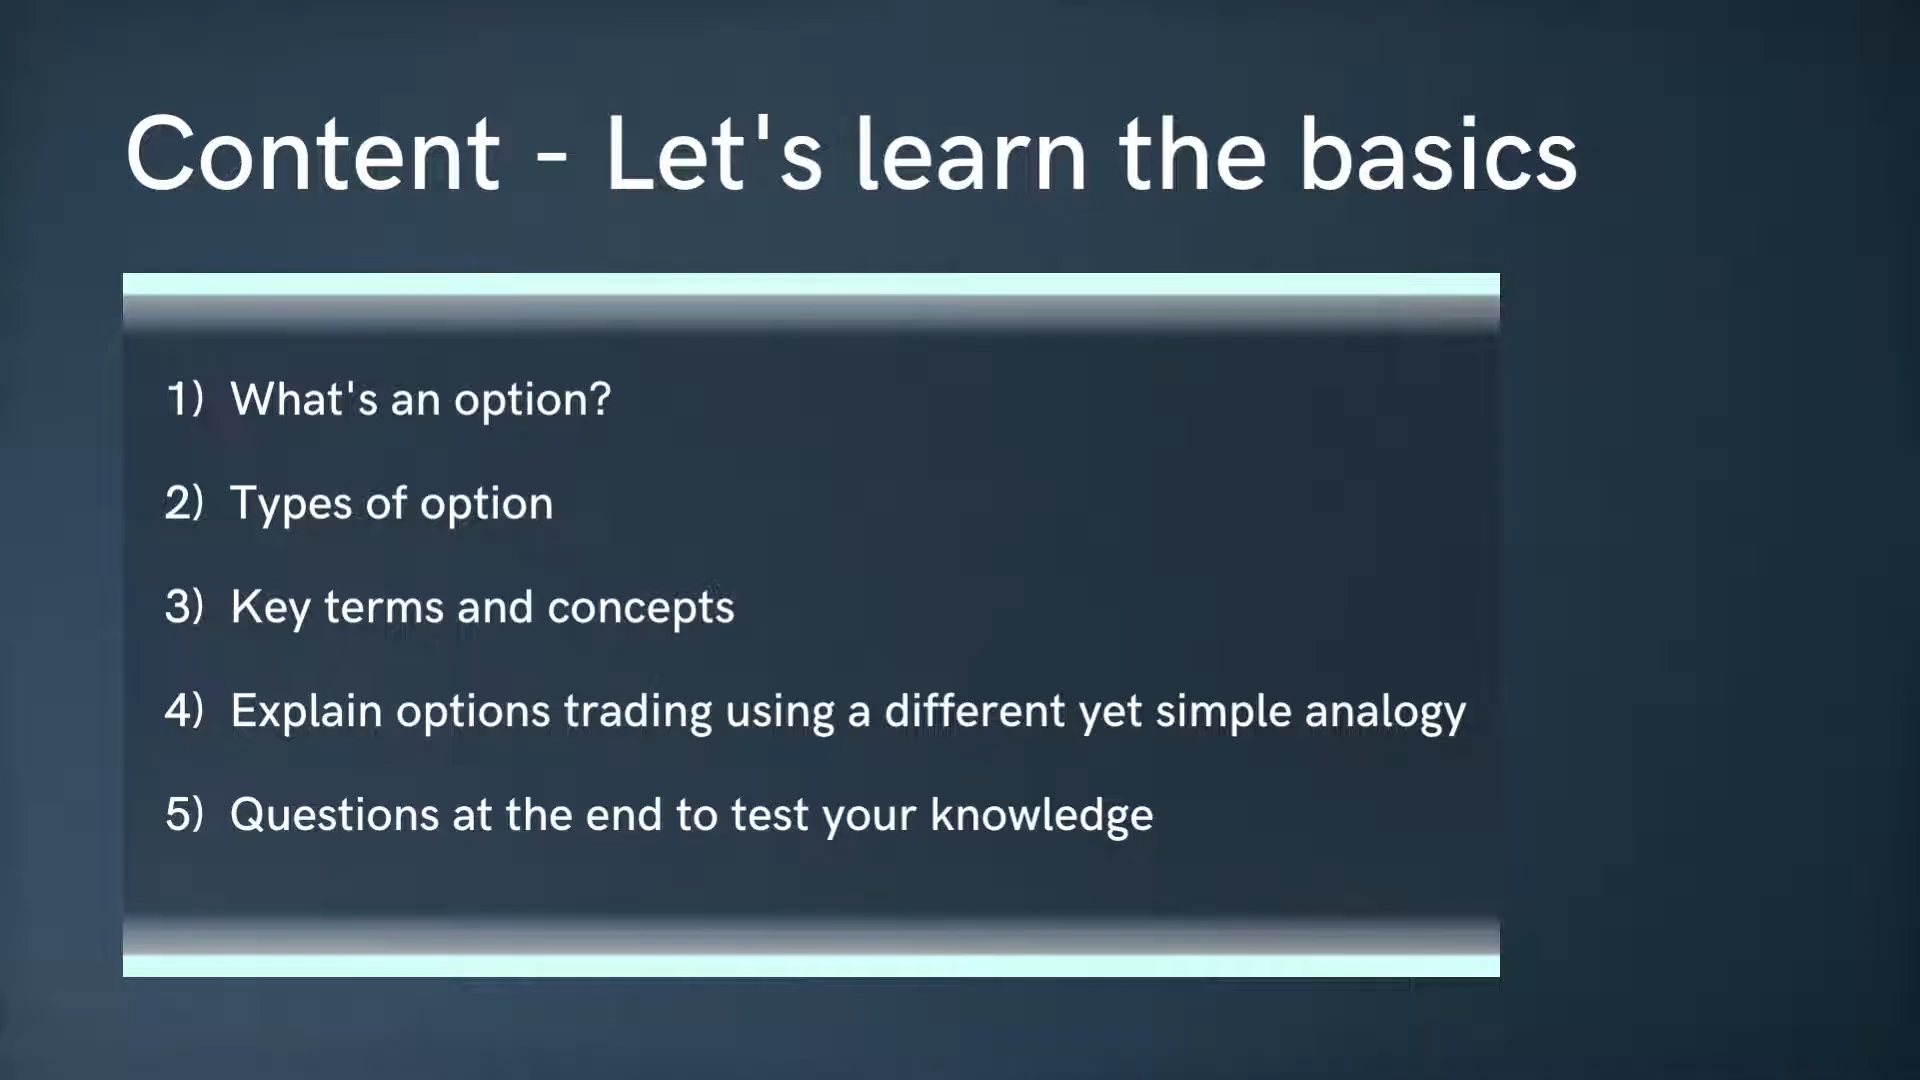 Content - Let's learn the basics
1) What's an option?
2) Types of option
3) Key terms and concepts
4) Explain options trading using a different yet simple analogy
5) Questions at the end to test your knowledge